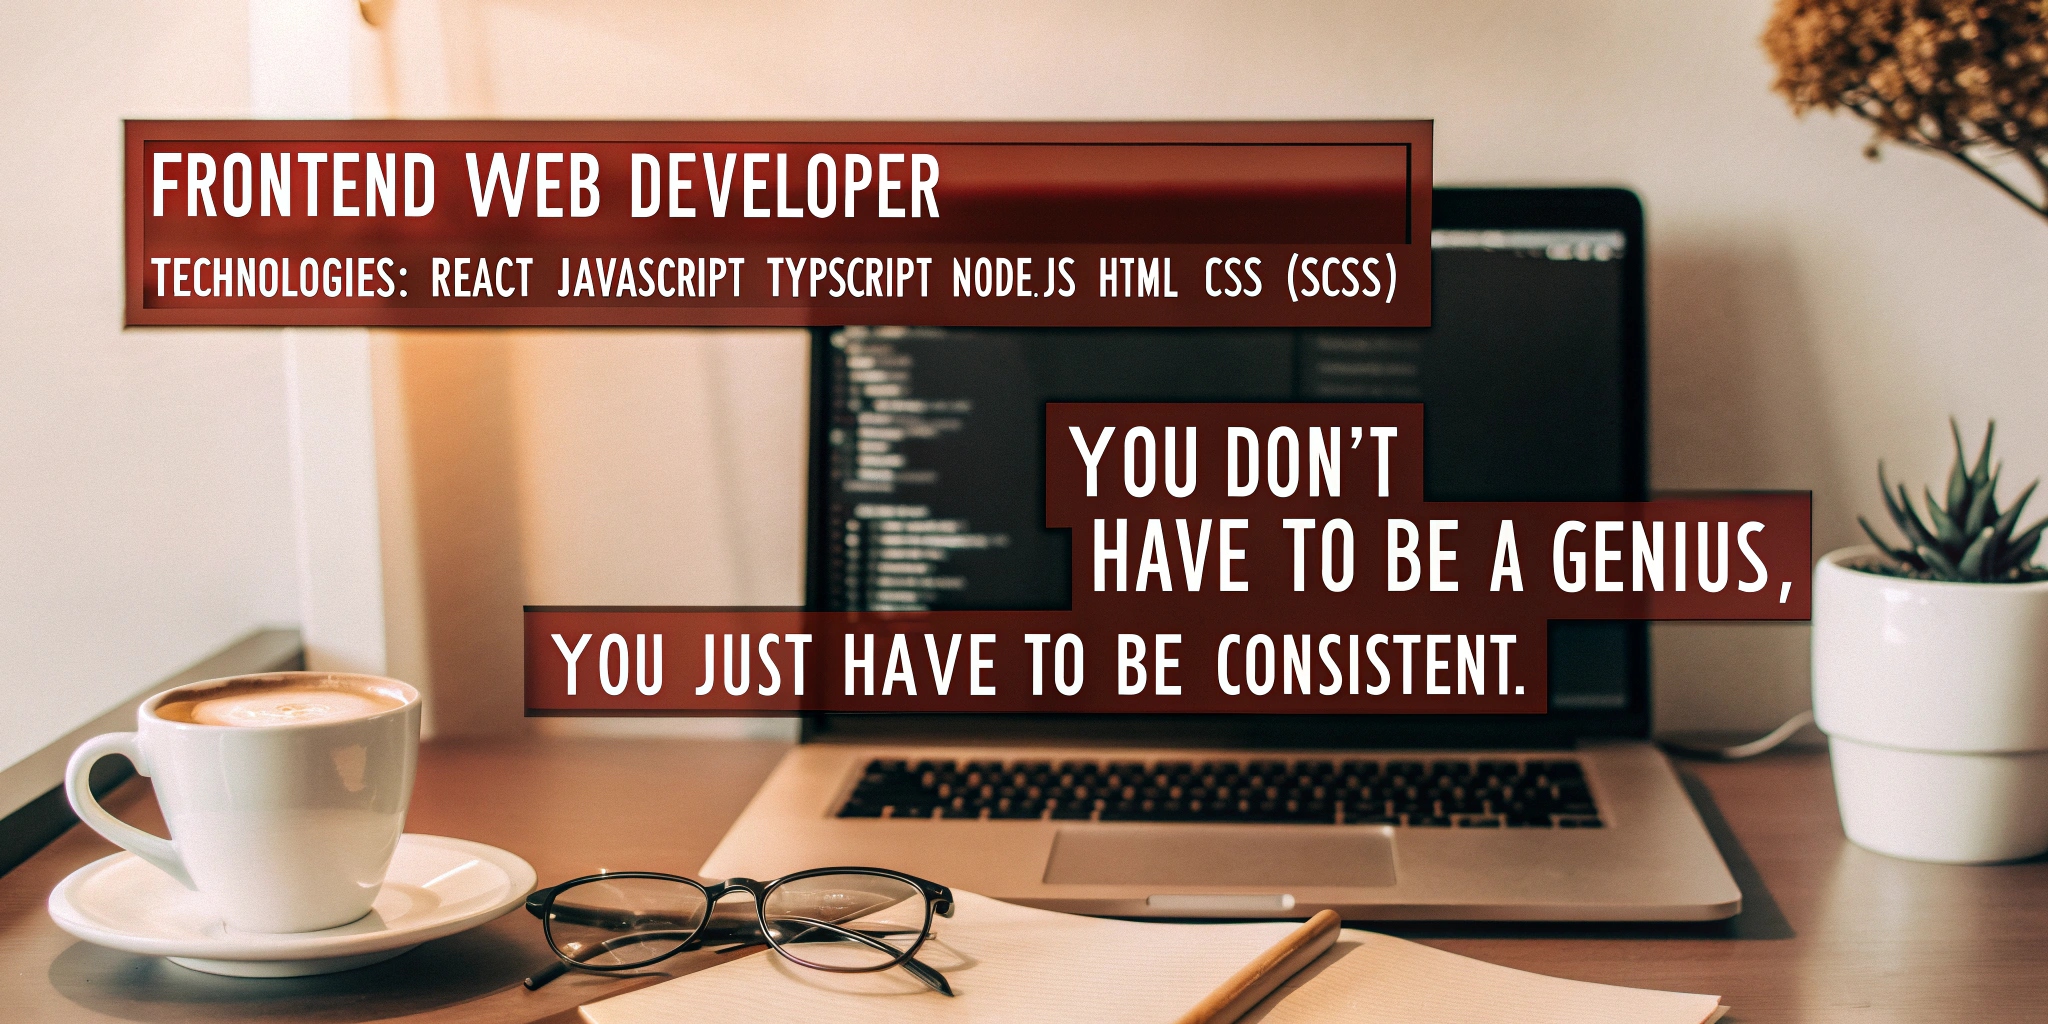 FRONTEND WEB DEVELOPER
TECHNOLOGIES: REACT JAVASCRIPT TYPSCRIPT NODE.JS HTML CSS (SCSS)
YOU DON'T
HAVE TO BE A GENIUS,
YOU JUST HAVE TO BE CONSISTENT.